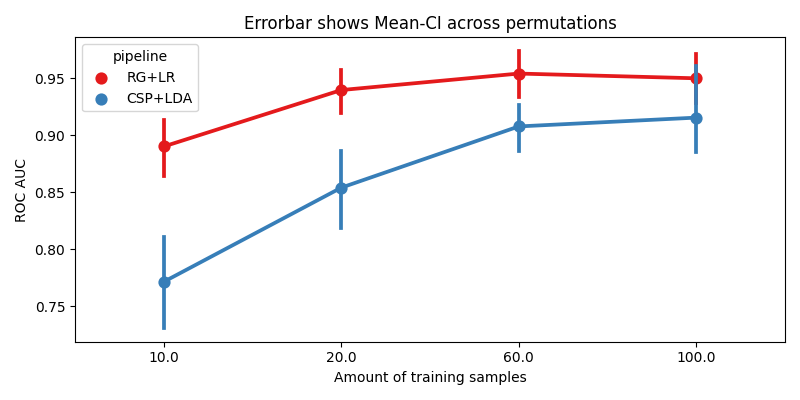 Errorbar shows Mean-CI across permutations
pipeline
RG+LR
CSP+LDA
ROC AUC
0.95
0.90
0.85
0.80
0.75
10.0 20.0 60.0 100.0
Amount of training samples